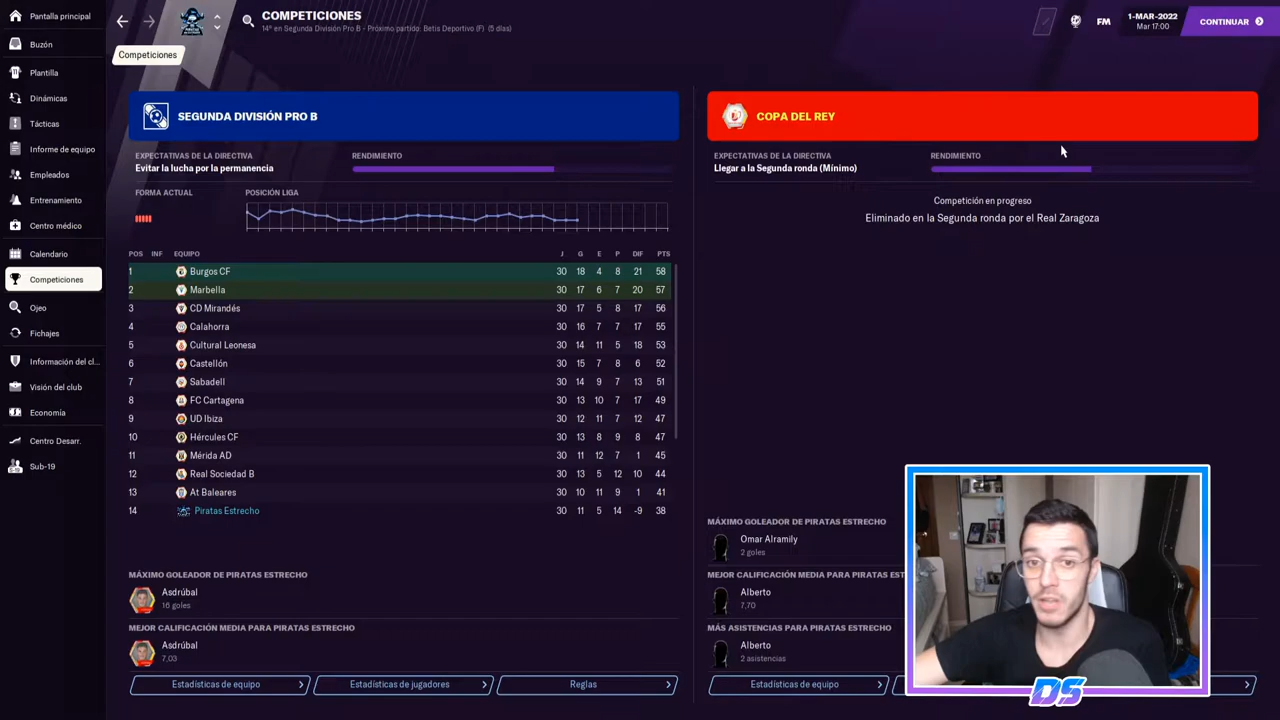 Pantalla principal
Buzón
Plantilla
Dinámicas
Tácticas
Informe de equipo
Empleados
Entrenamiento
Centro médico
Calendario
Competiciones
Ojeo
Fichajes
Información del cl...
Visión del club
Economía
Centro Desarr.
Sub-19
COMPETICIONES
14º en Segunda División Pro B - Próximo partido: Betis Deportivo (F) (5 días)
FM
1-MAR-2022
Mar 17:00
CONTINUAR
Competiciones
SEGUNDA DIVISIÓN PRO B
EXPECTATIVAS DE LA DIRECTIVA
RENDIMIENTO
Evitar la lucha por la permanencia
FORMA ACTUAL
POSICIÓN LIGA
POS INF EQUIPO J G E P DIF PTS
1 Burgos CF 30 18 4 8 21 58
2 Marbella 30 17 6 7 20 57
3 CD Mirandés 30 17 5 8 17 56
4 Calahorra 30 16 7 7 17 55
5 Cultural Leonesa 30 14 11 5 18 53
6 Castellón 30 15 7 8 6 52
7 Sabadell 30 14 9 7 13 51
8 FC Cartagena 30 13 10 7 17 49
9 UD Ibiza 30 12 11 7 12 47
10 Hércules CF 30 13 8 9 8 47
11 Mérida AD 30 11 12 7 1 45
12 Real Sociedad B 30 13 5 12 10 44
13 At Baleares 30 10 11 9 1 41
14 Piratas Estrecho 30 11 5 14 -9 38
MÁXIMO GOLEADOR DE PIRATAS ESTRECHO
Asdrúbal
16 goles
MEJOR CALIFICACIÓN MEDIA PARA PIRATAS ESTRECHO
Asdrúbal
7,03
Estadísticas de equipo
Estadísticas de jugadores
Reglas
COPA DEL REY
EXPECTATIVAS DE LA DIRECTIVA
RENDIMIENTO
Llegar a la Segunda ronda (Mínimo)
Competición en progreso
Eliminado en la Segunda ronda por el Real Zaragoza
MÁXIMO GOLEADOR DE PIRATAS ESTRECHO
Omar Alramily
2 goles
MEJOR CALIFICACIÓN MEDIA PARA PIRATAS
Alberto
7,70
MÁS ASISTENCIAS PARA PIRATAS ESTRECHO
Alberto
2 asistencias
Estadísticas de equipo
DS